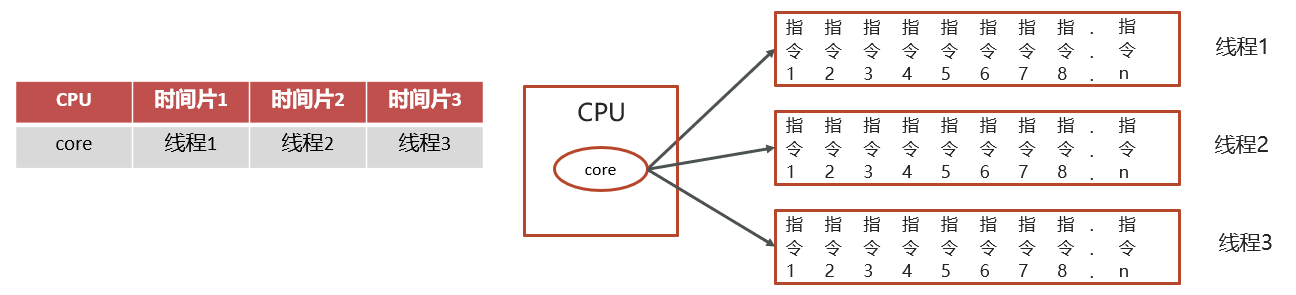 CPU 时间片1 时间片2 时间片3
core 线程1 线程2 线程3
CPU
core
指 指 指 指 指 指 指 指 . 指
令 令 令 令 令 令 令 令 . 令
1 2 3 4 5 6 7 8 . n
线程1
指 指 指 指 指 指 指 指 . 指
令 令 令 令 令 令 令 令 . 令
1 2 3 4 5 6 7 8 . n
线程2
指 指 指 指 指 指 指 指 . 指
令 令 令 令 令 令 令 令 . 令
1 2 3 4 5 6 7 8 . n
线程3